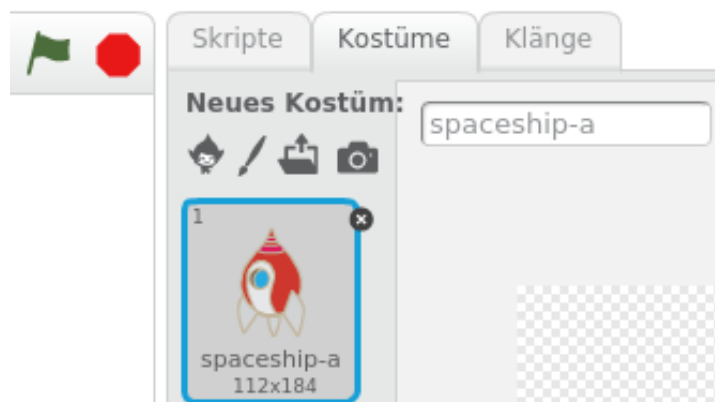 Skripte
Kostüme
Klänge
Neues Kostüm:
spaceship-a
1
spaceship-a
112x184